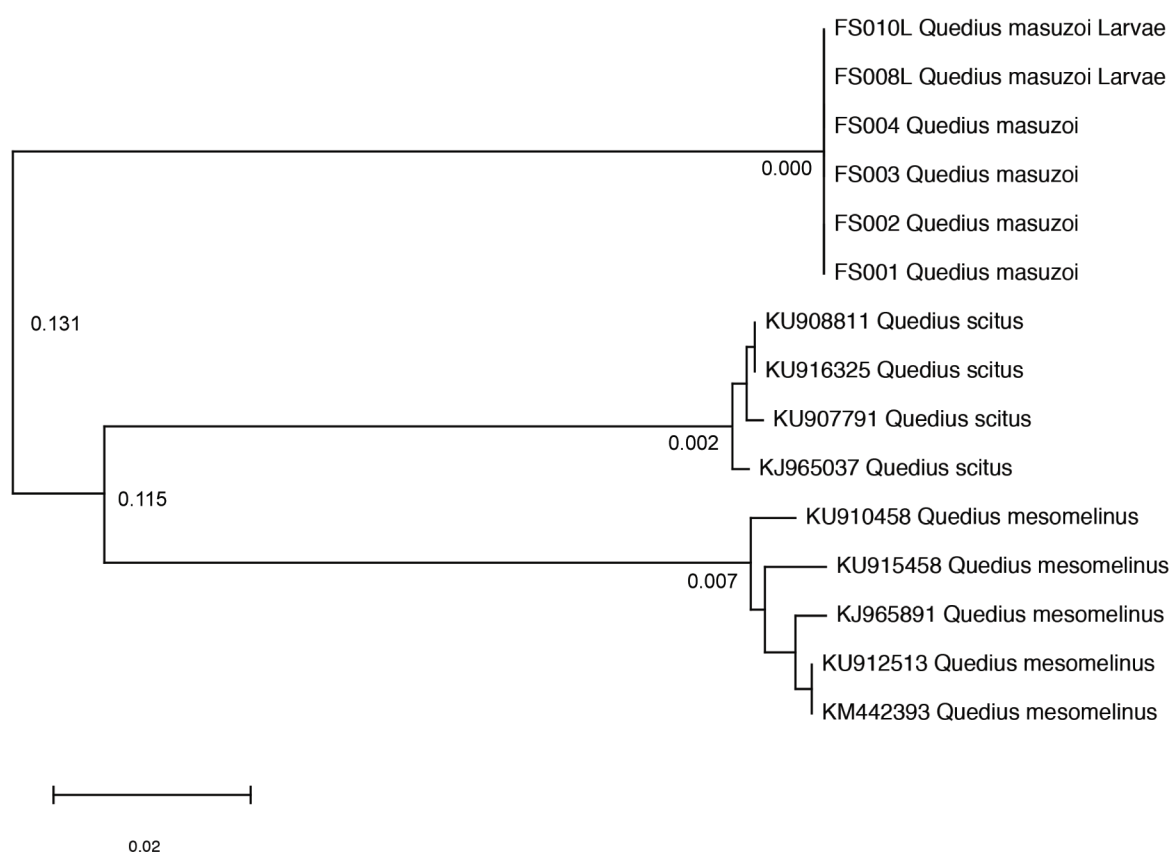 FS010L Quedius masuzoi Larvae
FS008L Quedius masuzoi Larvae
FS004 Quedius masuzoi
0.000
FS003 Quedius masuzoi
FS002 Quedius masuzoi
FS001 Quedius masuzoi
0.131
KU908811 Quedius scitus
KU916325 Quedius scitus
KU907791 Quedius scitus
0.002
KJ965037 Quedius scitus
0.115
KU910458 Quedius mesomelinus
KU915458 Quedius mesomelinus
0.007
KJ965891 Quedius mesomelinus
KU912513 Quedius mesomelinus
KM442393 Quedius mesomelinus
0.02